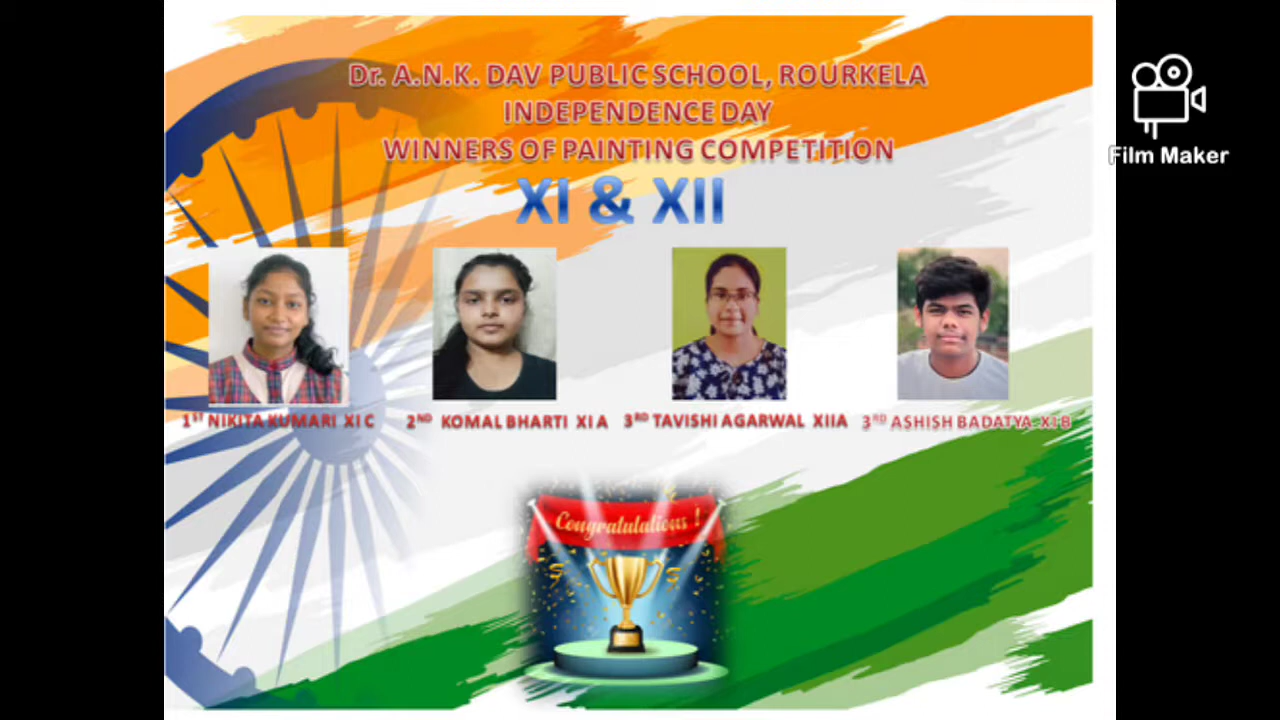 Dr. A.N.K. DAV PUBLIC SCHOOL, ROURKELA
INDEPENDENCE DAY
WINNERS OF PAINTING COMPETITION
XI & XII
1ST NIKITA KUMARI XI C
2ND KOMAL BHARTI XI A
3RD TAVISHI AGARWAL XIIA
3RD ASHISH BADATYA XI B
Congratulations !
Film Maker